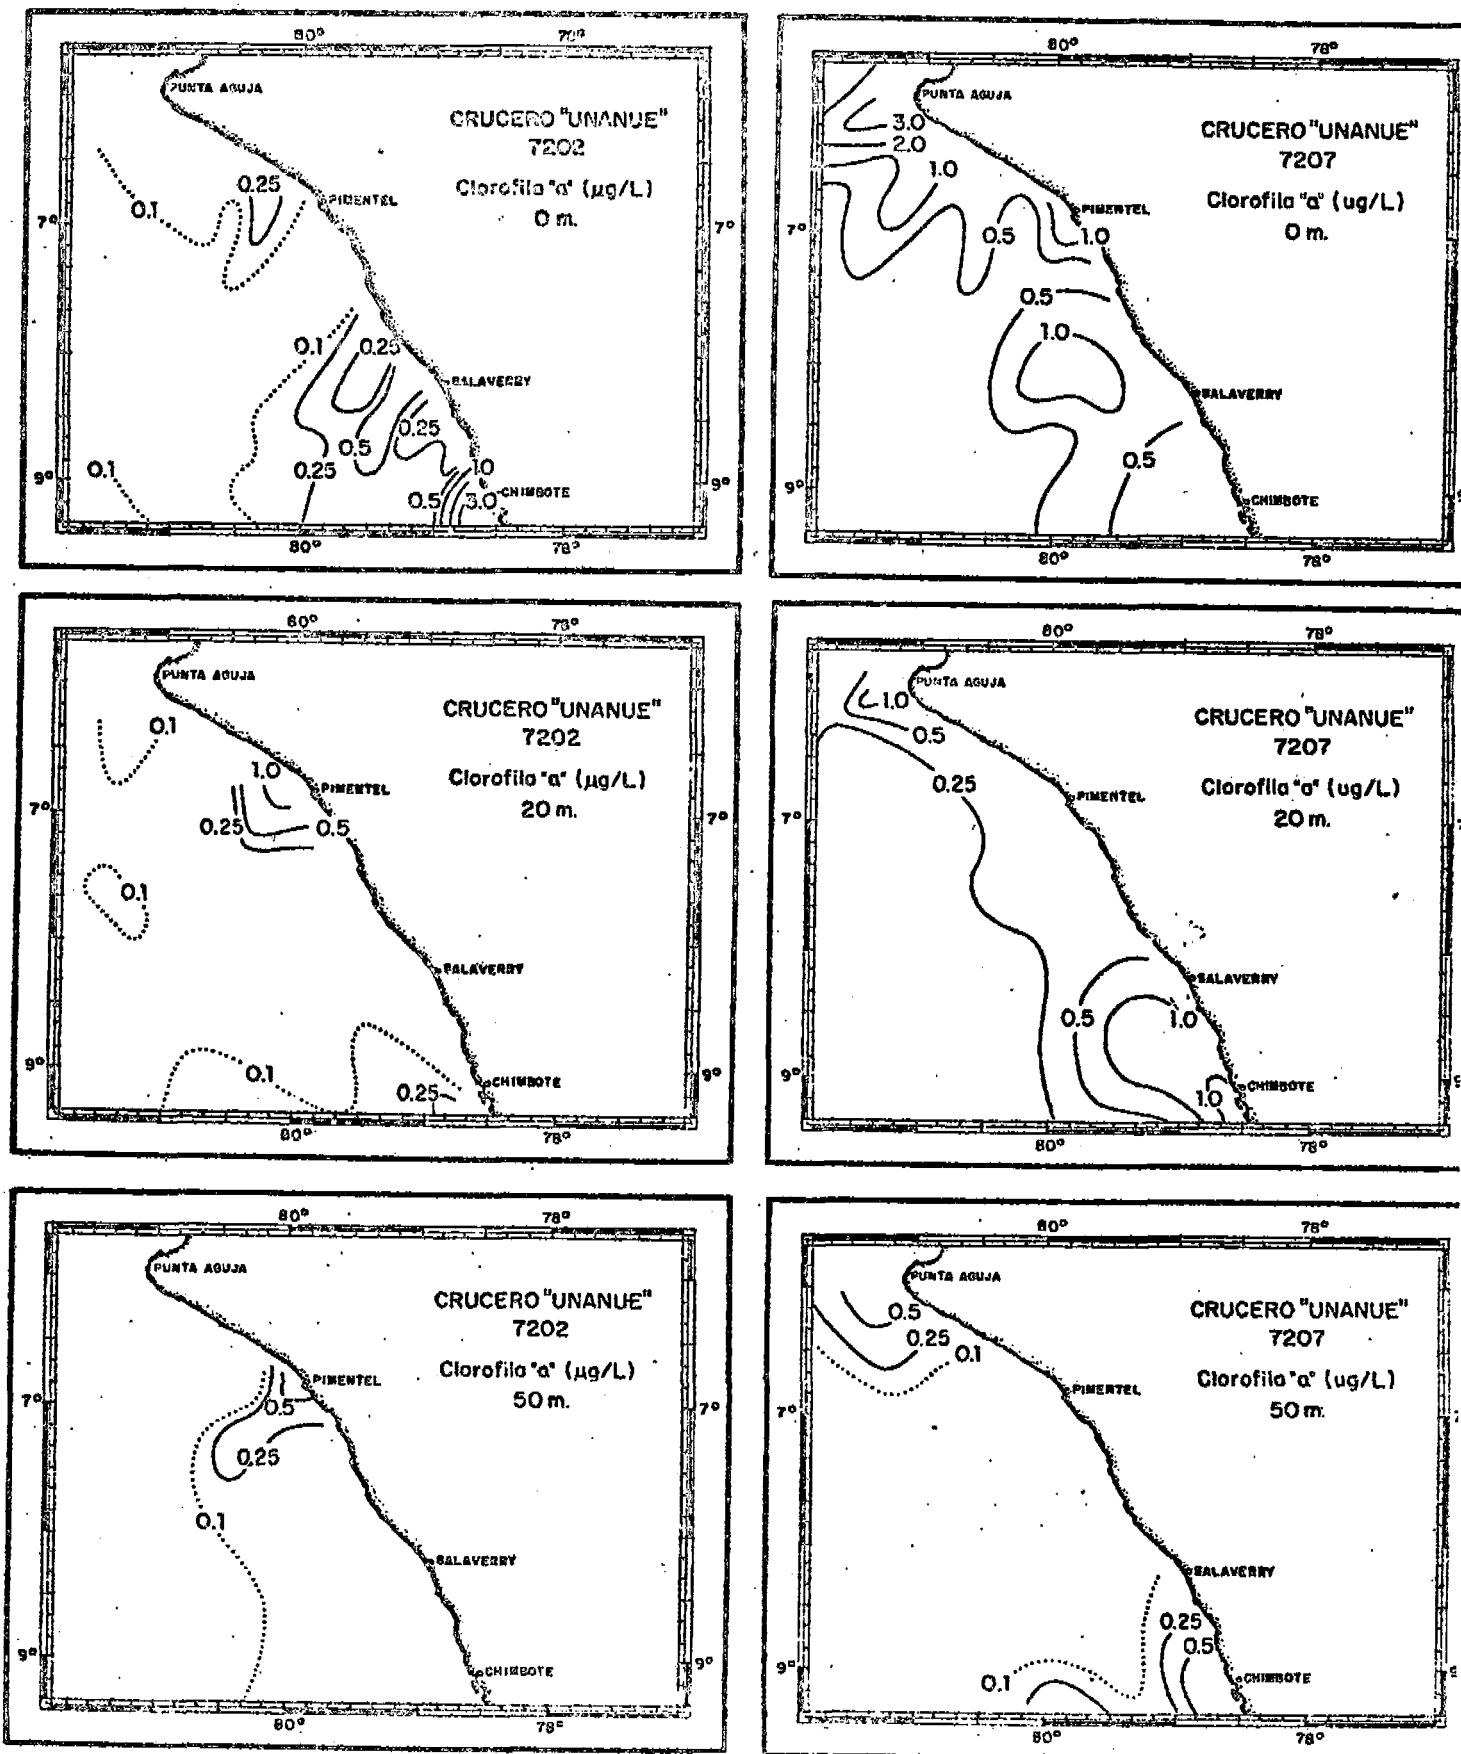 80° 78°
PUNTA AGUJA
CRUCERO "UNANUE"
7202
Clorofila "a" (µg/L)
0 m.
0.25
PIMENTEL
0.1
7° 7°
0.1
0.25
SALAVERRY
0.25
0.5
0.1
0.25
1.0
0.5
3.0
CHIMBOTE
9° 9°
80° 78°
80° 78°
PUNTA AGUJA
3.0
2.0
CRUCERO "UNANUE"
7207
1.0
Clorofila "a" (ug/L)
0 m.
PIMENTEL
7°
0.5
1.0
0.5
1.0
SALAVERRY
0.5
9°
CHIMBOTE
80° 78°
80° 78°
PUNTA AGUJA
CRUCERO "UNANUE"
7202
0.1
1.0
Clorofila "a" (µg/L)
20 m.
PIMENTEL
7° 7°
0.25
0.5
0.1
SALAVERRY
0.1
0.25
CHIMBOTE
9° 9°
80° 78°
80° 78°
PUNTA AGUJA
1.0
0.5
CRUCERO "UNANUE"
7207
0.25
Clorofila "a" (ug/L)
20 m.
PIMENTEL
7°
SALAVERRY
0.5
1.0
9°
1.0
CHIMBOTE
80° 78°
80° 78°
PUNTA AGUJA
CRUCERO "UNANUE"
7202
Clorofila "a" (µg/L)
50 m.
PIMENTEL
7° 7°
0.5
0.25
0.1
SALAVERRY
9° 9°
CHIMBOTE
80° 78°
80° 78°
PUNTA AGUJA
0.5
0.25
0.1
CRUCERO "UNANUE"
7207
Clorofila "a" (ug/L)
50 m.
PIMENTEL
7°
SALAVERRY
0.25
0.5
9°
0.1
CHIMBOTE
80° 78°